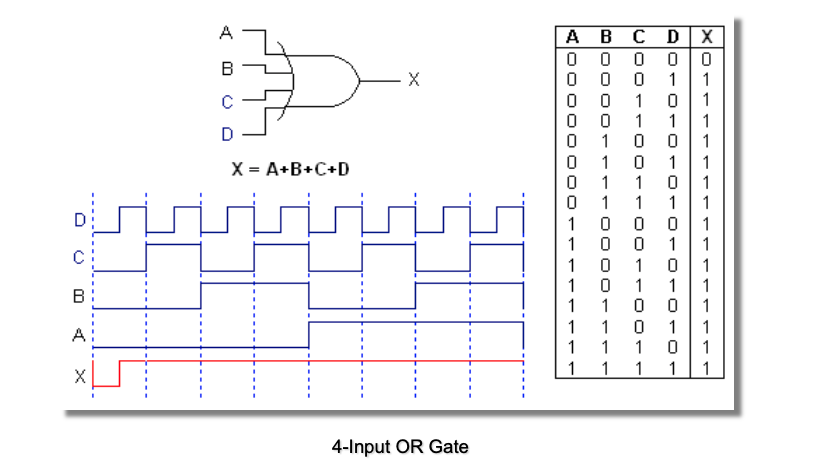 A
B
C
D
X
X = A+B+C+D
D
C
B
A
X
A B C D X
0 0 0 0 0
0 0 0 1 1
0 0 1 0 1
0 0 1 1 1
0 1 0 0 1
0 1 0 1 1
0 1 1 0 1
0 1 1 1 1
1 0 0 0 1
1 0 0 1 1
1 0 1 0 1
1 0 1 1 1
1 1 0 0 1
1 1 0 1 1
1 1 1 0 1
1 1 1 1 1
4-Input OR Gate